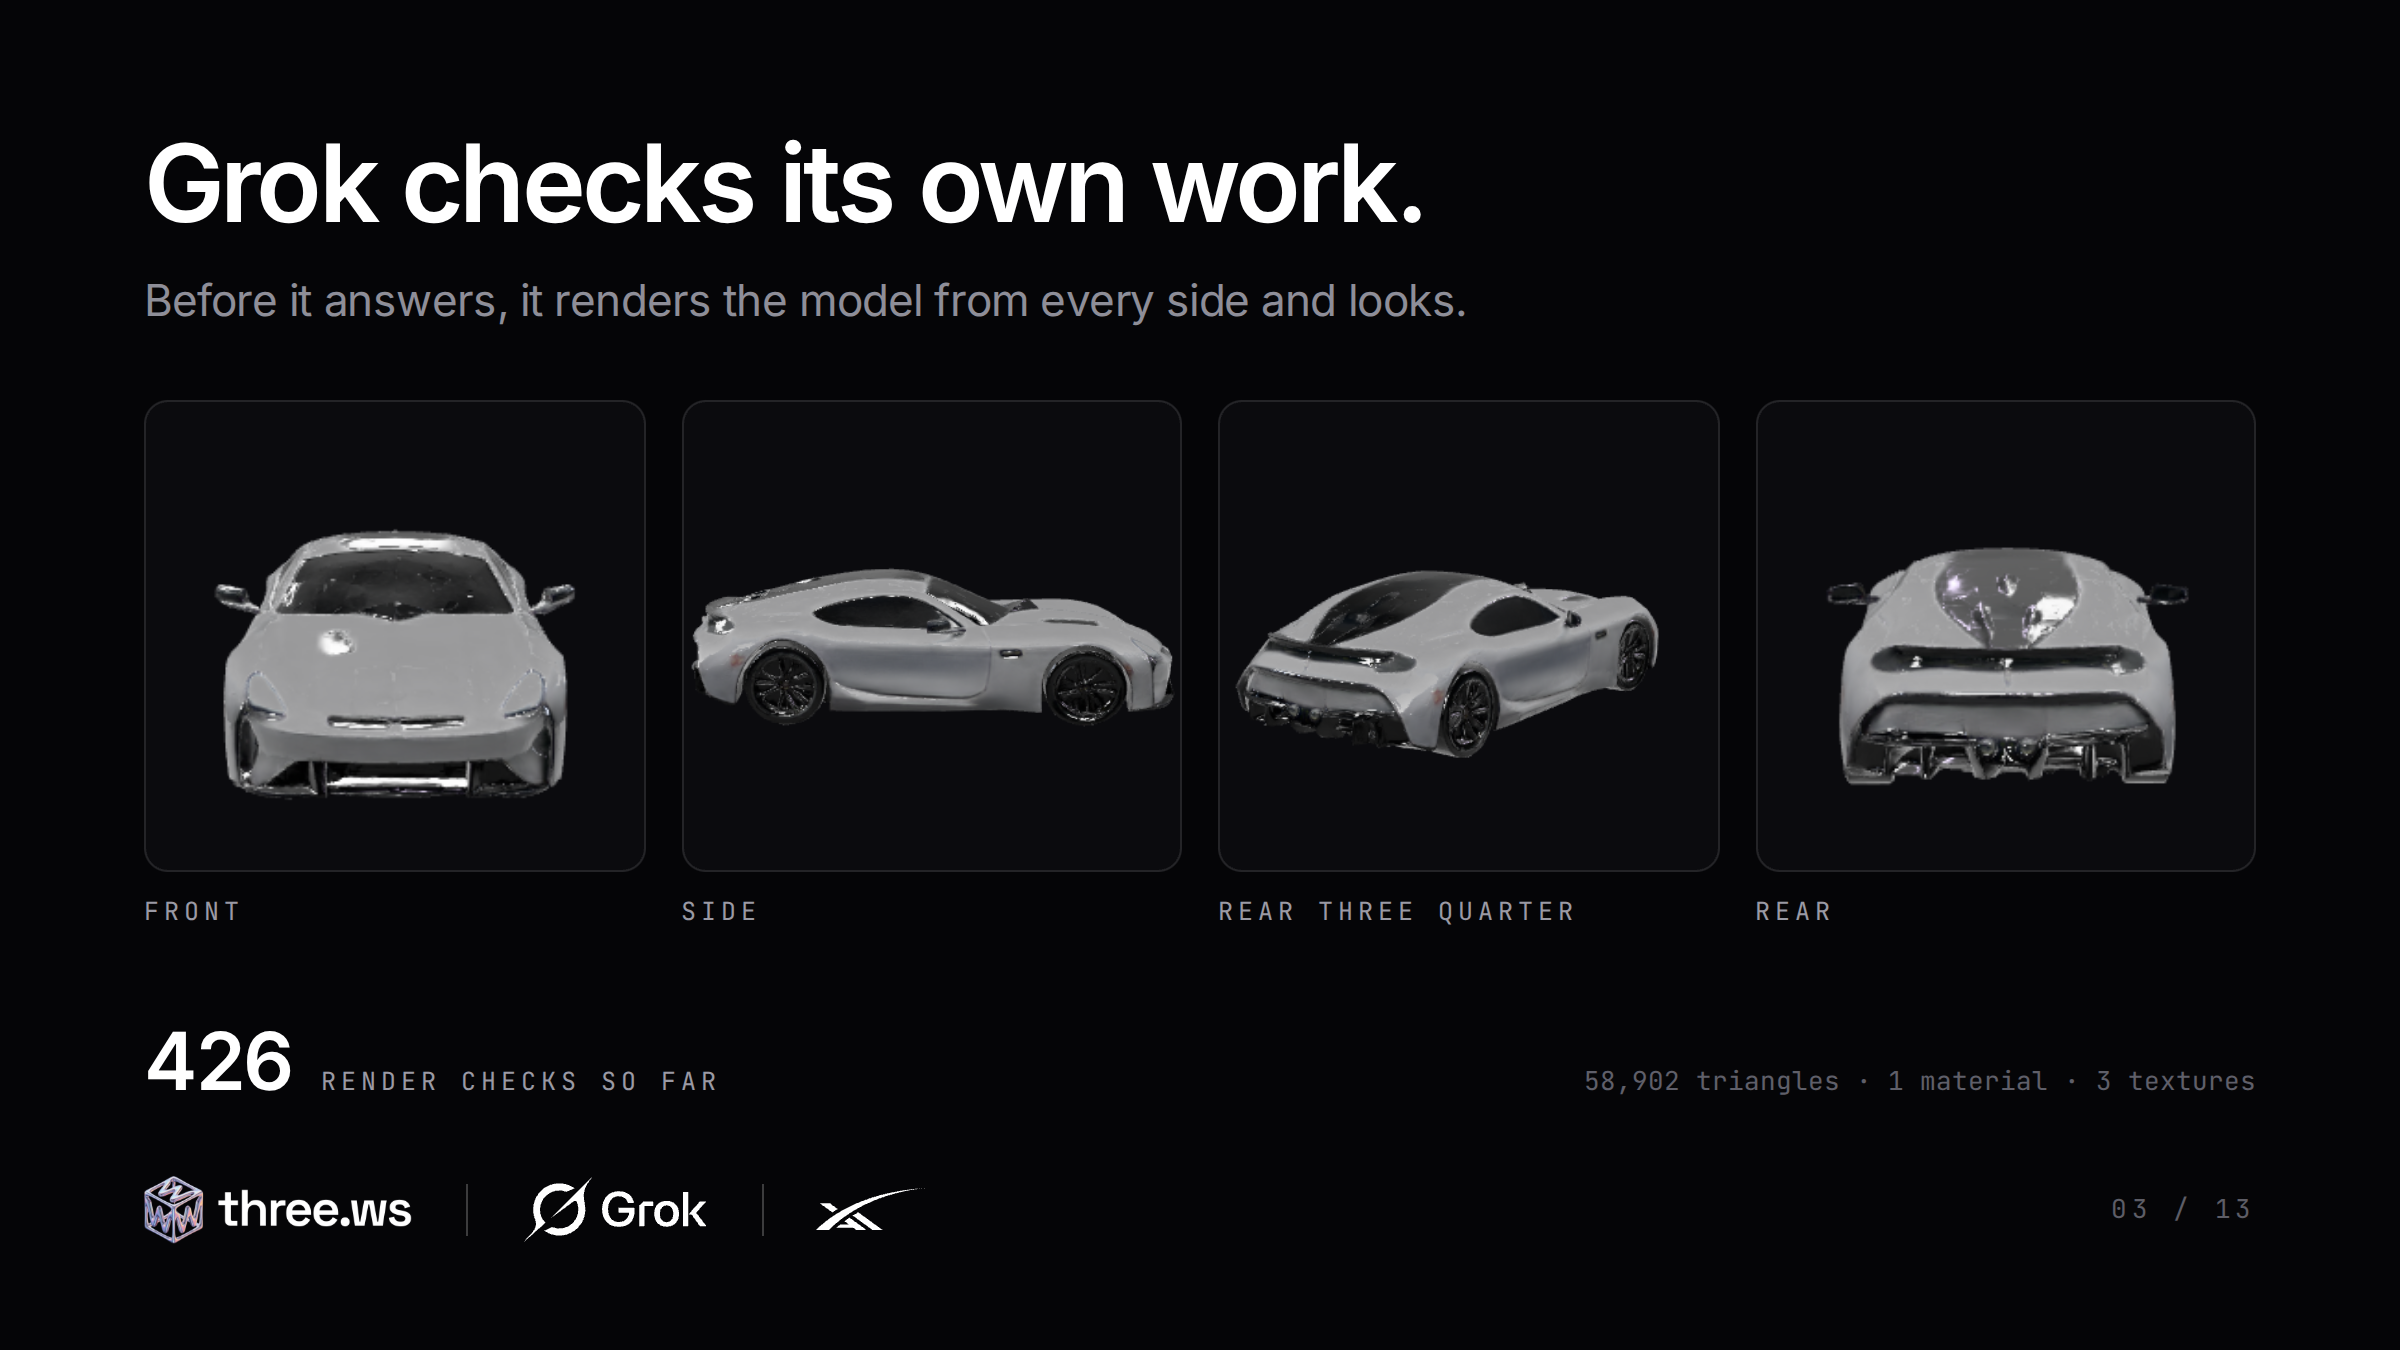 Grok checks its own work.
Before it answers, it renders the model from every side and looks.
FRONT
SIDE
REAR THREE QUARTER
REAR
426 RENDER CHECKS SO FAR
58,902 triangles · 1 material · 3 textures
three.ws
Grok
03 / 13